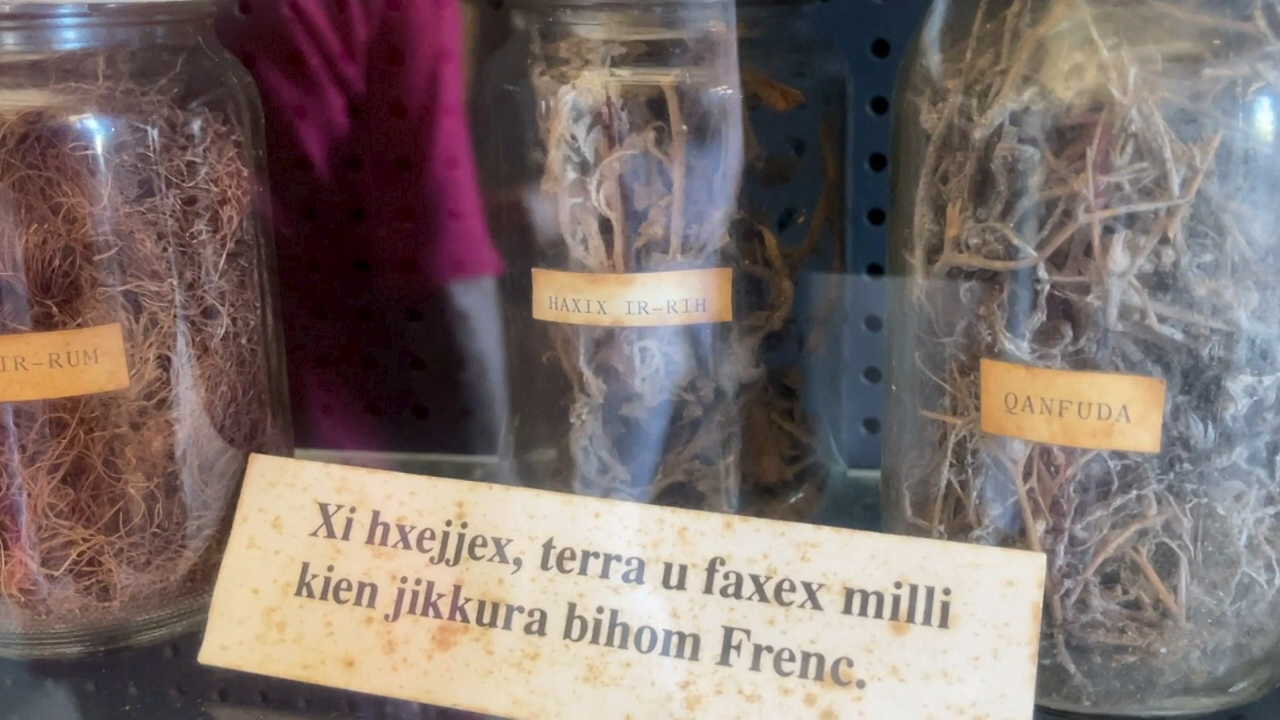 IR-RUM
HAXIX IR-RIH
QANFUDA
Xi hxejjex, terra u faxex milli
kien jikkura bihom Frenc.